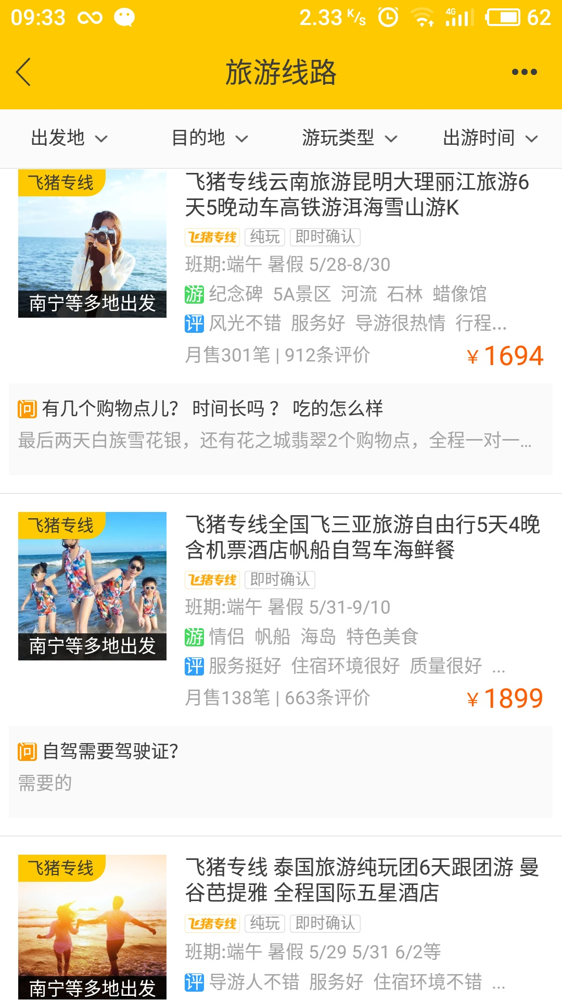 09:33
2.33 K/s 4G 62
旅游线路
出发地 目的地 游玩类型 出游时间
飞猪专线
南宁等多地出发
飞猪专线云南旅游昆明大理丽江旅游6
天5晚动车高铁游洱海雪山游K
飞猪专线 纯玩 即时确认
班期:端午 暑假 5/28-8/30
游 纪念碑 5A景区 河流 石林 蜡像馆
评 风光不错 服务好 导游很热情 行程...
月售301笔 | 912条评价
¥ 1694
问 有几个购物点儿? 时间长吗？ 吃的怎么样
最后两天白族雪花银，还有花之城翡翠2个购物点，全程一对一...
飞猪专线
南宁等多地出发
飞猪专线全国飞三亚旅游自由行5天4晚
含机票酒店帆船自驾车海鲜餐
飞猪专线 即时确认
班期:端午 暑假 5/31-9/10
游 情侣 帆船 海岛 特色美食
评 服务挺好 住宿环境很好 质量很好 ...
月售138笔 | 663条评价
¥ 1899
问 自驾需要驾驶证?
需要的
飞猪专线
南宁等多地出发
飞猪专线 泰国旅游纯玩团6天跟团游 曼
谷芭提雅 全程国际五星酒店
飞猪专线 纯玩 即时确认
班期:端午 暑假 5/29 5/31 6/2等
评 导游人不错 服务好 住宿环境不错 ...